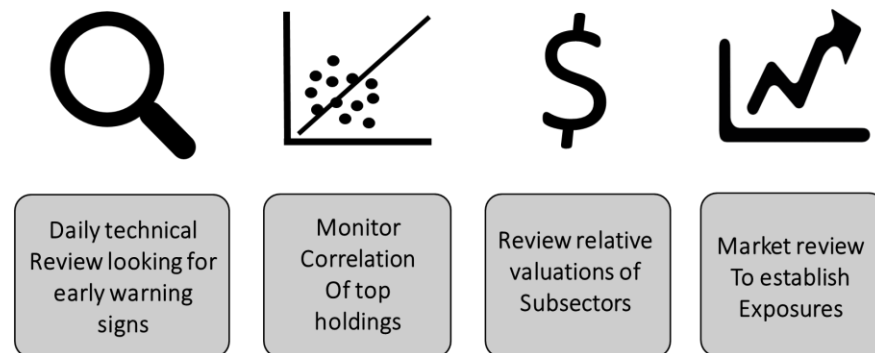 Daily technical
Review looking for
early warning
signs
Monitor
Correlation
Of top
holdings
Review relative
valuations of
Subsectors
Market review
To establish
Exposures